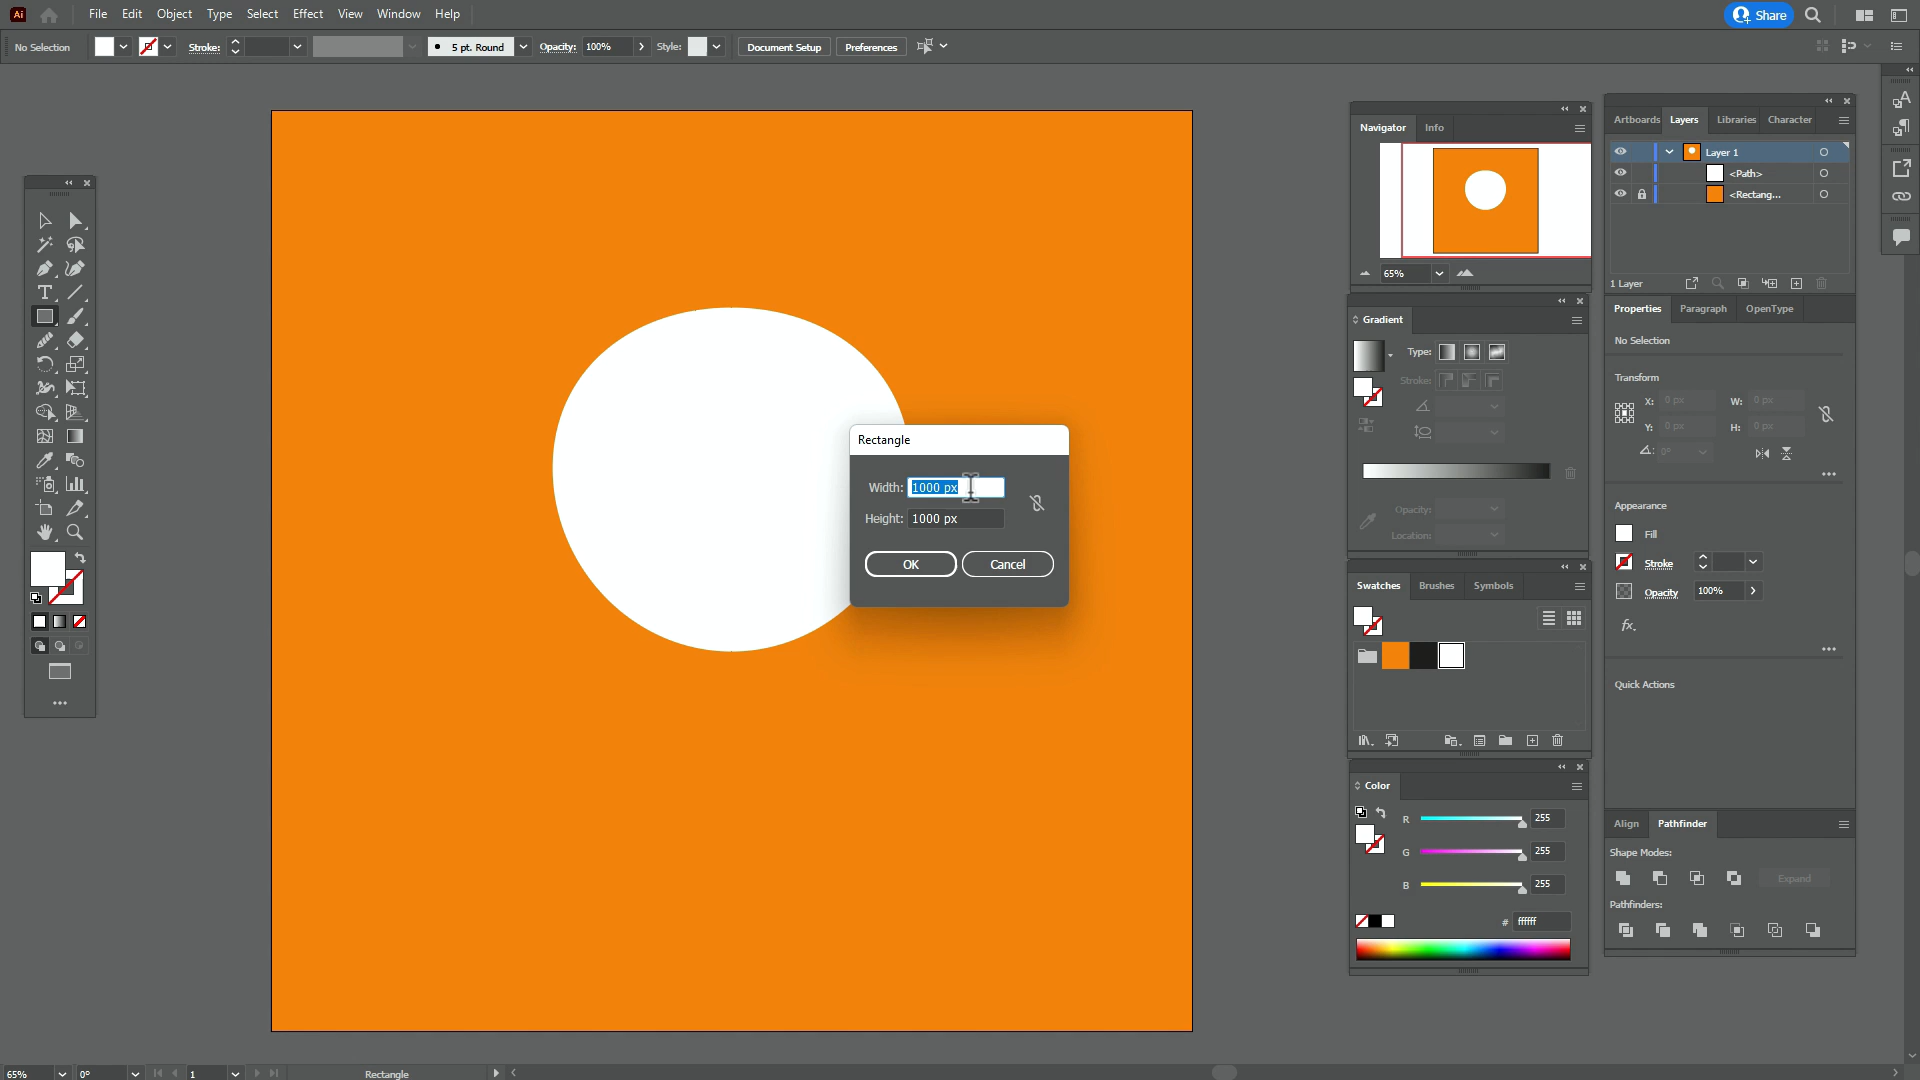 Ai File Edit Object Type Select Effect View Window Help Share
No Selection Stroke: 5 pt. Round Opacity: 100% Style: Document Setup Preferences
Navigator Info
65%
Artboards Layers Libraries Character
Layer 1
<Path>
<Rectang...
1 Layer
Gradient
Type:
Stroke:
Opacity:
Location:
Properties Paragraph OpenType
No Selection
Transform
X: 0 px W: 0 px
Y: 0 px H: 0 px
0°
Appearance
Fill
Stroke
Opacity 100%
fx.
Quick Actions
Rectangle
Width: 1000 px
Height: 1000 px
OK Cancel
Swatches Brushes Symbols
Color
R 255
G 255
B 255
# ffffff
Align Pathfinder
Shape Modes:
Expand
Pathfinders:
65% 0° 1 Rectangle